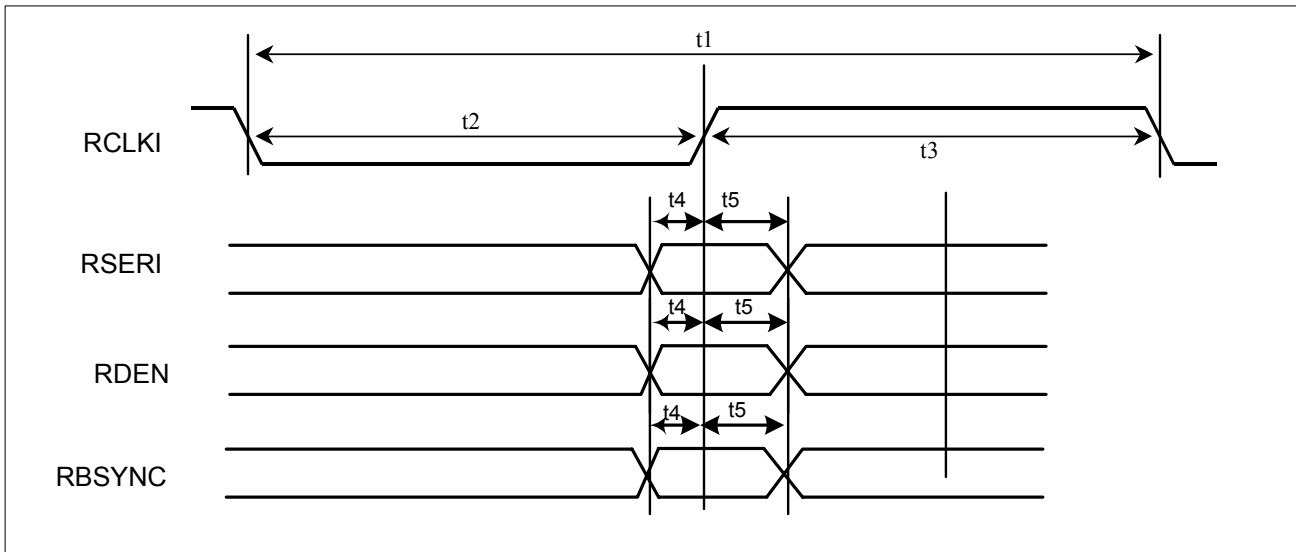 t1
t2
RCLKI
t3
t4 t5
RSERI
t4 t5
RDEN
t4 t5
RBSYNC